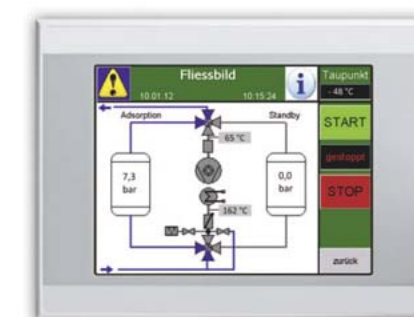 Fliessbild
10.01.12
10:15:24
Taupunkt
- 48 °C
Adsorption
Standby
START
65 °C
gestoppt
7,3
bar
0,0
bar
STOP
162 °C
zurück